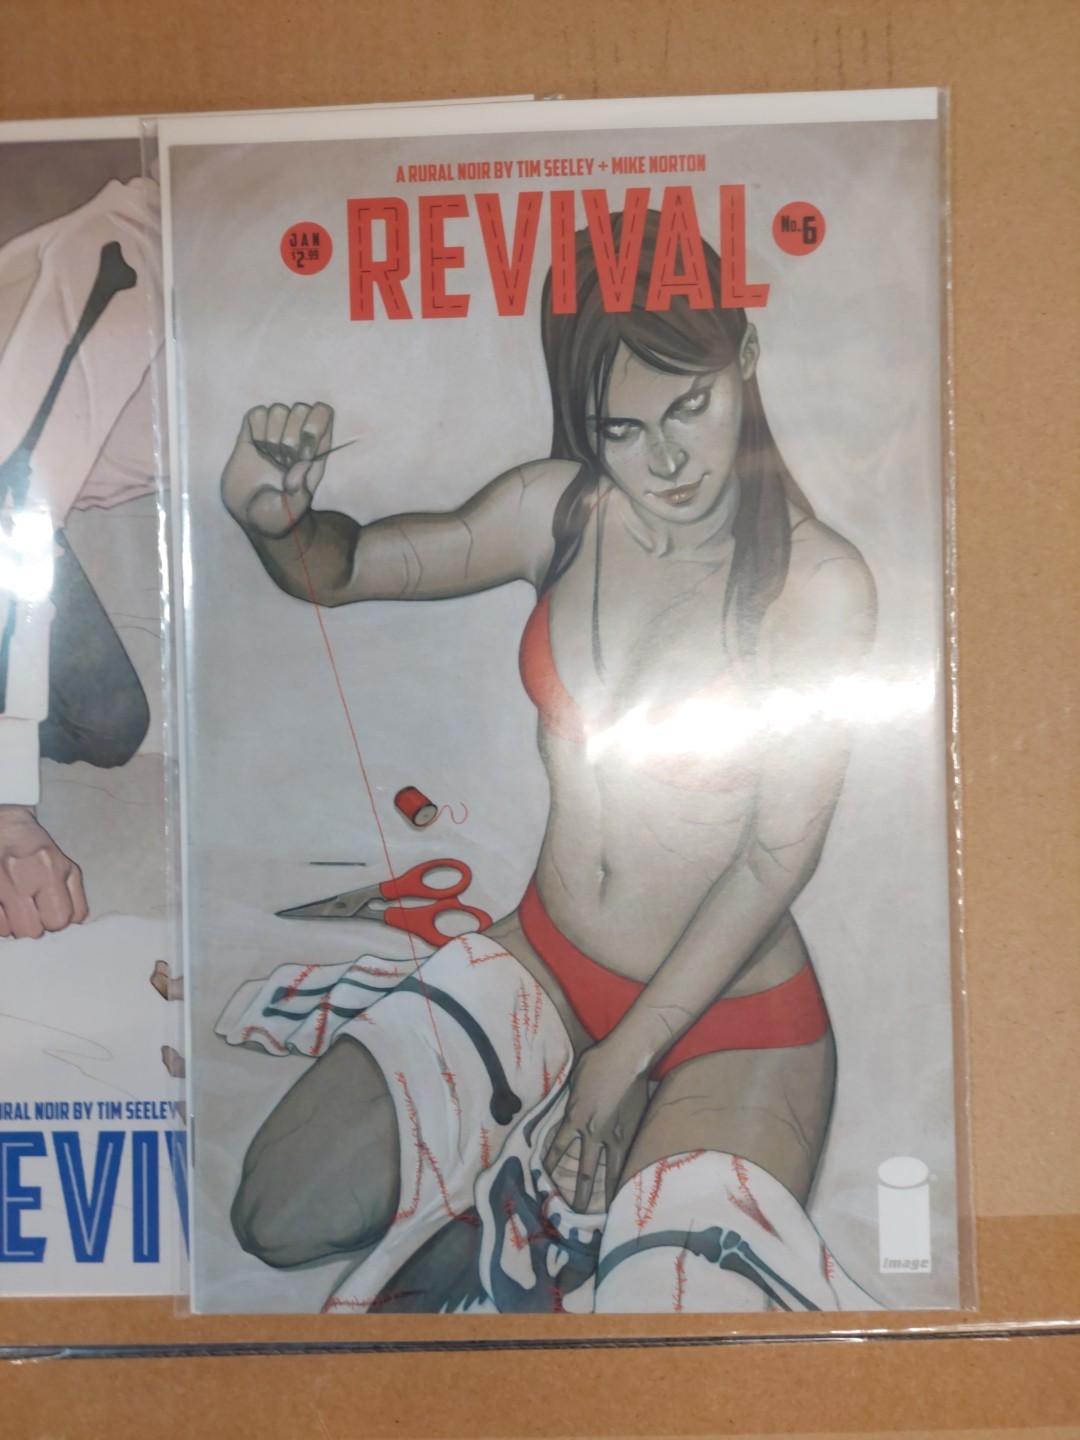 A RURAL NOIR BY TIM SEELEY + MIKE NORTON
JAN
$2.99
REVIVAL
No. 6
image
URAL NOIR BY TIM SEELEY
EVIV